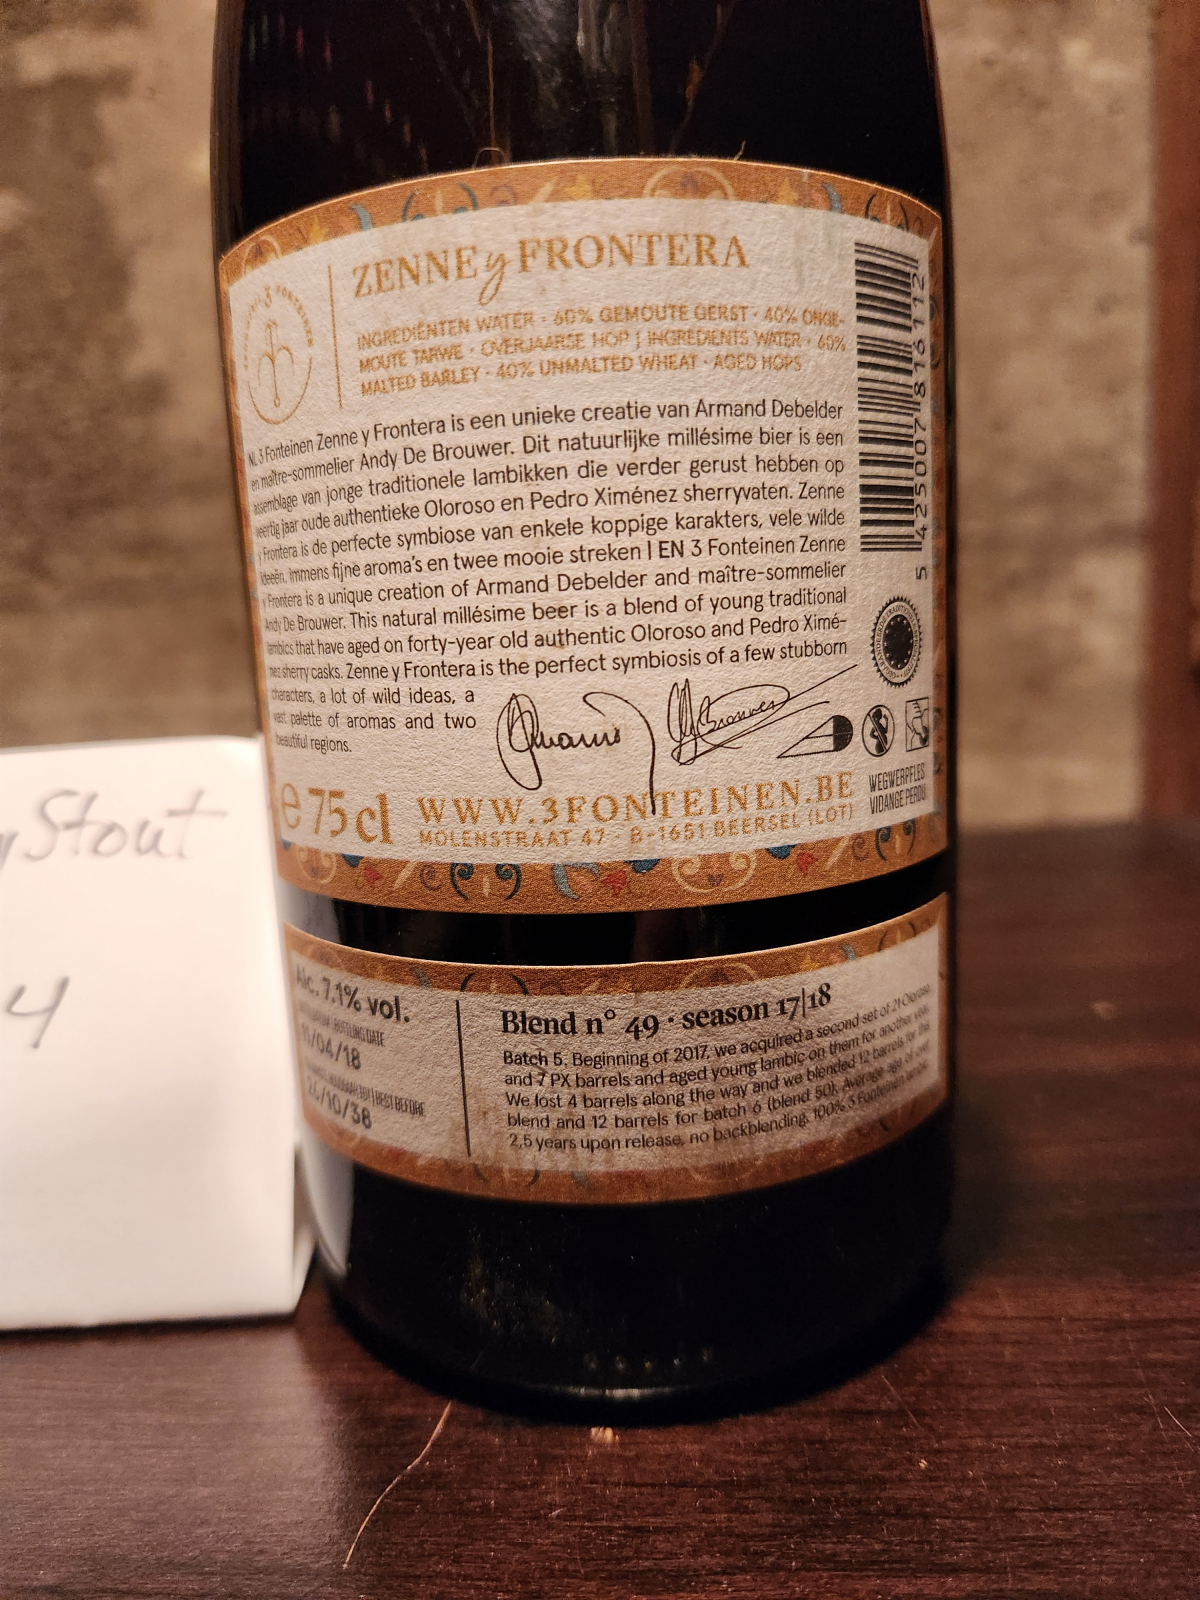 ZENNE y FRONTERA
INGREDIËNTEN WATER · 60% GEMOUTE GERST · 40% ONGE-
MOUTE TARWE · OVERJAARSE HOP | INGREDIENTS WATER · 60%
MALTED BARLEY · 40% UNMALTED WHEAT · AGED HOPS
NL 3 Fonteinen Zenne y Frontera is een unieke creatie van Armand Debelder
en maître-sommelier Andy De Brouwer. Dit natuurlijke millésime bier is een
assemblage van jonge traditionele lambikken die verder gerust hebben op
veertig jaar oude authentieke Oloroso en Pedro Ximénez sherryvaten. Zenne
y Frontera is de perfecte symbiose van enkele koppige karakters, vele wilde
ideeën, immens fijne aroma's en twee mooie streken | EN 3 Fonteinen Zenne
y Frontera is a unique creation of Armand Debelder and maître-sommelier
Andy De Brouwer. This natural millésime beer is a blend of young traditional
lambics that have aged on forty-year old authentic Oloroso and Pedro Ximé-
nez sherry casks. Zenne y Frontera is the perfect symbiosis of a few stubborn
characters, a lot of wild ideas, a
vast palette of aromas and two
beautiful regions.
5 425007 816112
WEGWERPFLES
VIDANGE PERDU
e 75 cl
WWW.3FONTEINEN.BE
MOLENSTRAAT 47 · B-1651 BEERSEL (LOT)
y Stout
4
Alc. 7.1% vol.
BOTTLING DATE
11/04/18
BEST BEFORE
/10/38
Blend n° 49 · season 17|18
Batch 5. Beginning of 2017, we acquired a second set of 21 Oloroso
and 7 PX barrels and aged young lambic on them for another year.
We lost 4 barrels along the way and we blended 12 barrels for this
blend and 12 barrels for batch 6 (blend 50). Average age of over
2,5 years upon release, no backblending. 100% 3 Fonteinen lambic.